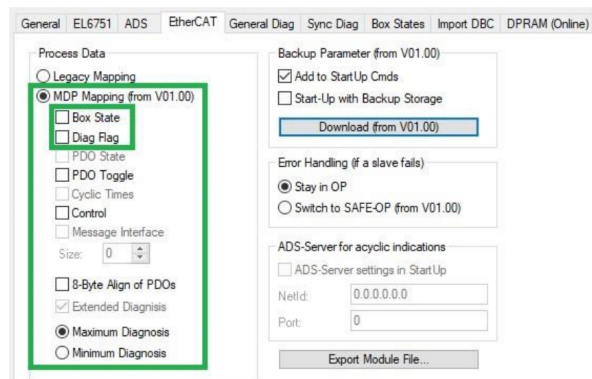 General EL6751 ADS EtherCAT General Diag Sync Diag Box States Import DBC DPRAM (Online)
Process Data
Legacy Mapping
MDP Mapping (from V01.00)
Box State
Diag Flag
PDO State
PDO Toggle
Cyclic Times
Control
Message Interface
Size: 0
8-Byte Align of PDOs
Extended Diagnisis
Maximum Diagnosis
Minimum Diagnosis
Backup Parameter (from V01.00)
Add to StartUp Cmds
Start-Up with Backup Storage
Download (from V01.00)
Error Handling (if a slave fails)
Stay in OP
Switch to SAFE-OP (from V01.00)
ADS-Server for acyclic indications
ADS-Server settings in StartUp
NetId: 0.0.0.0.0.0
Port: 0
Export Module File...